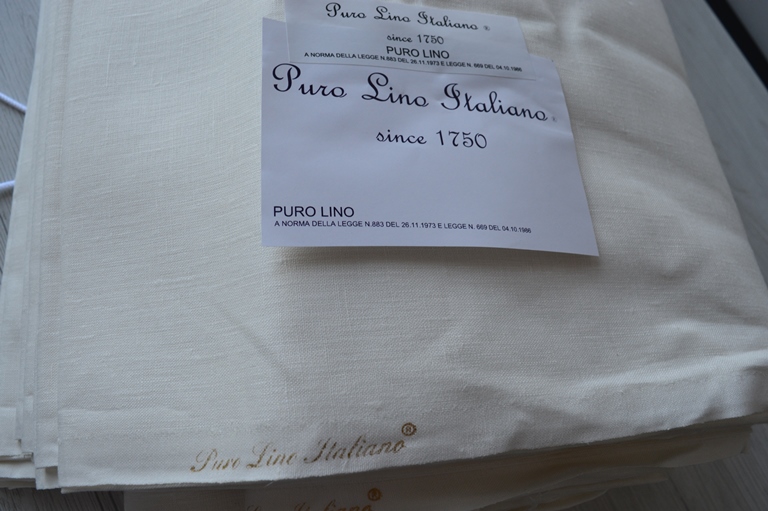 Puro Lino Italiano ®
since 1750
PURO LINO
A NORMA DELLA LEGGE N.883 DEL 26.11.1973 E LEGGE N. 669 DEL 04.10.1986
Puro Lino Italiano ®
since 1750
PURO LINO
A NORMA DELLA LEGGE N.883 DEL 26.11.1973 E LEGGE N. 669 DEL 04.10.1986
Puro Lino Italiano ®
Lino Italiano ®